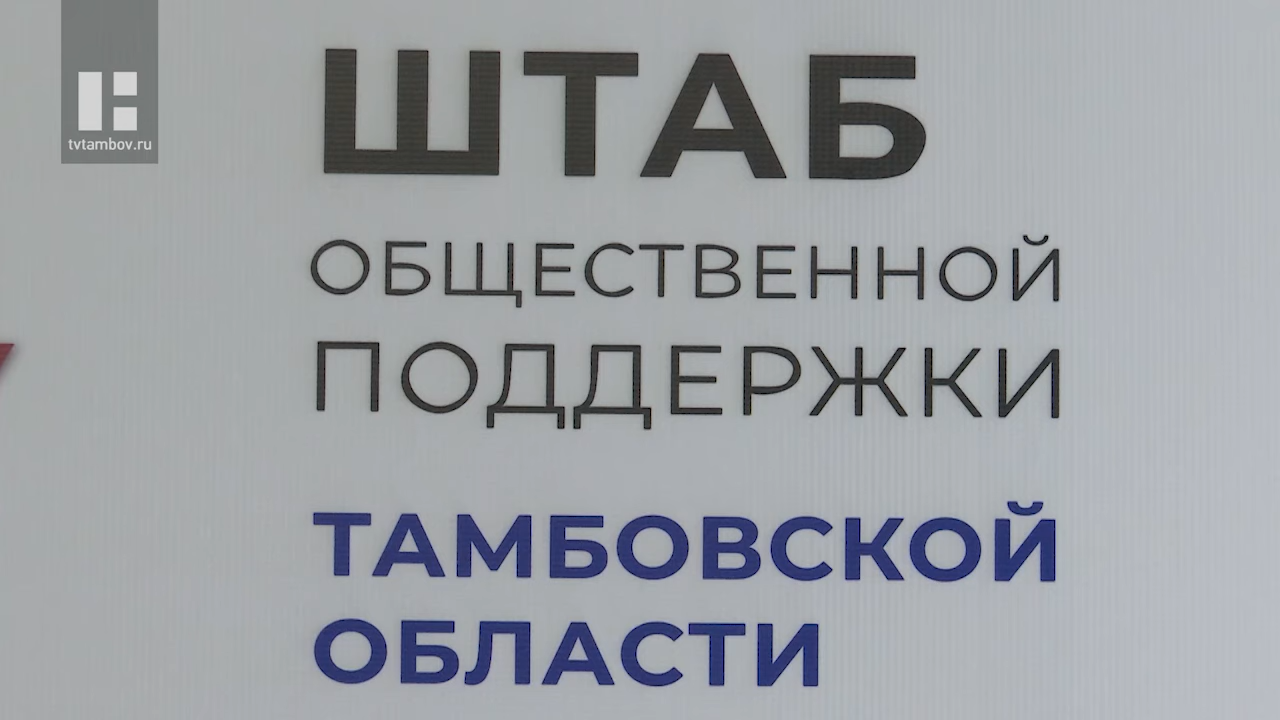 tvtambov.ru
ШТАБ
ОБЩЕСТВЕННОЙ
ПОДДЕРЖКИ
ТАМБОВСКОЙ
ОБЛАСТИ